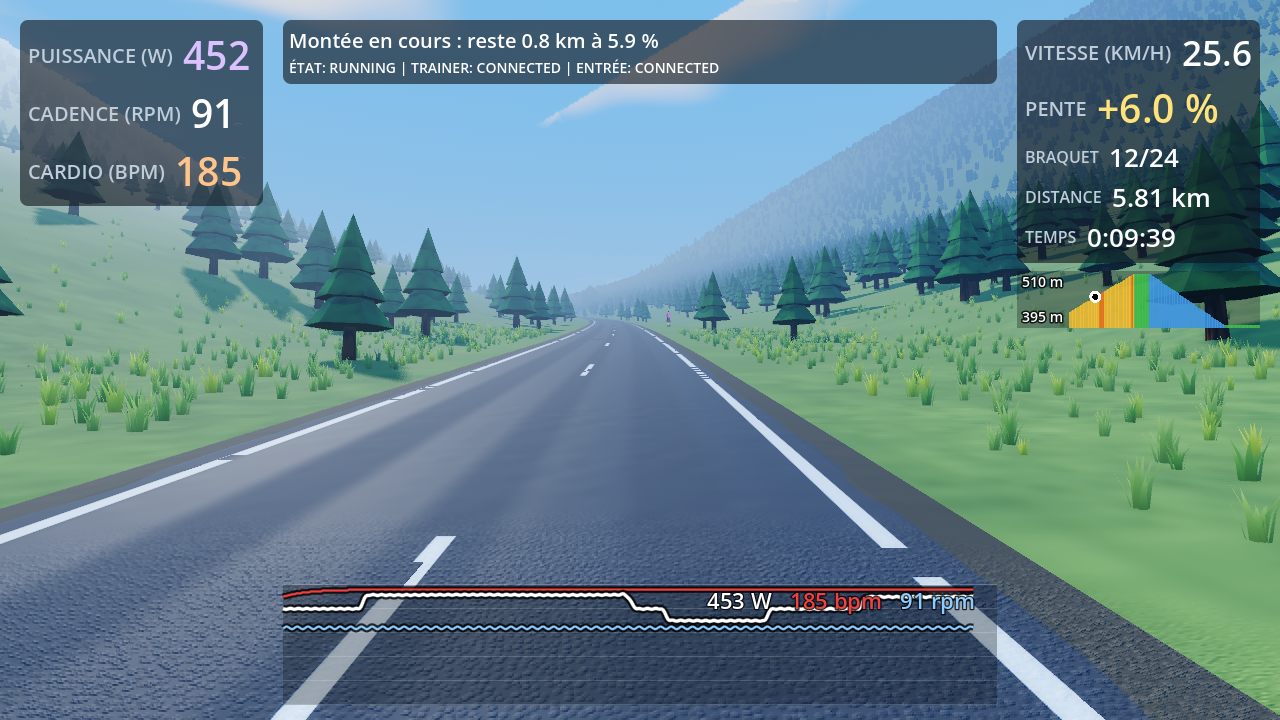 PUISSANCE (W) 452
CADENCE (RPM) 91
CARDIO (BPM) 185
Montée en cours : reste 0.8 km à 5.9 %
ÉTAT: RUNNING | TRAINER: CONNECTED | ENTRÉE: CONNECTED
VITESSE (KM/H) 25.6
PENTE +6.0 %
BRAQUET 12/24
DISTANCE 5.81 km
TEMPS 0:09:39
510 m
395 m
453 W 185 bpm 91 rpm